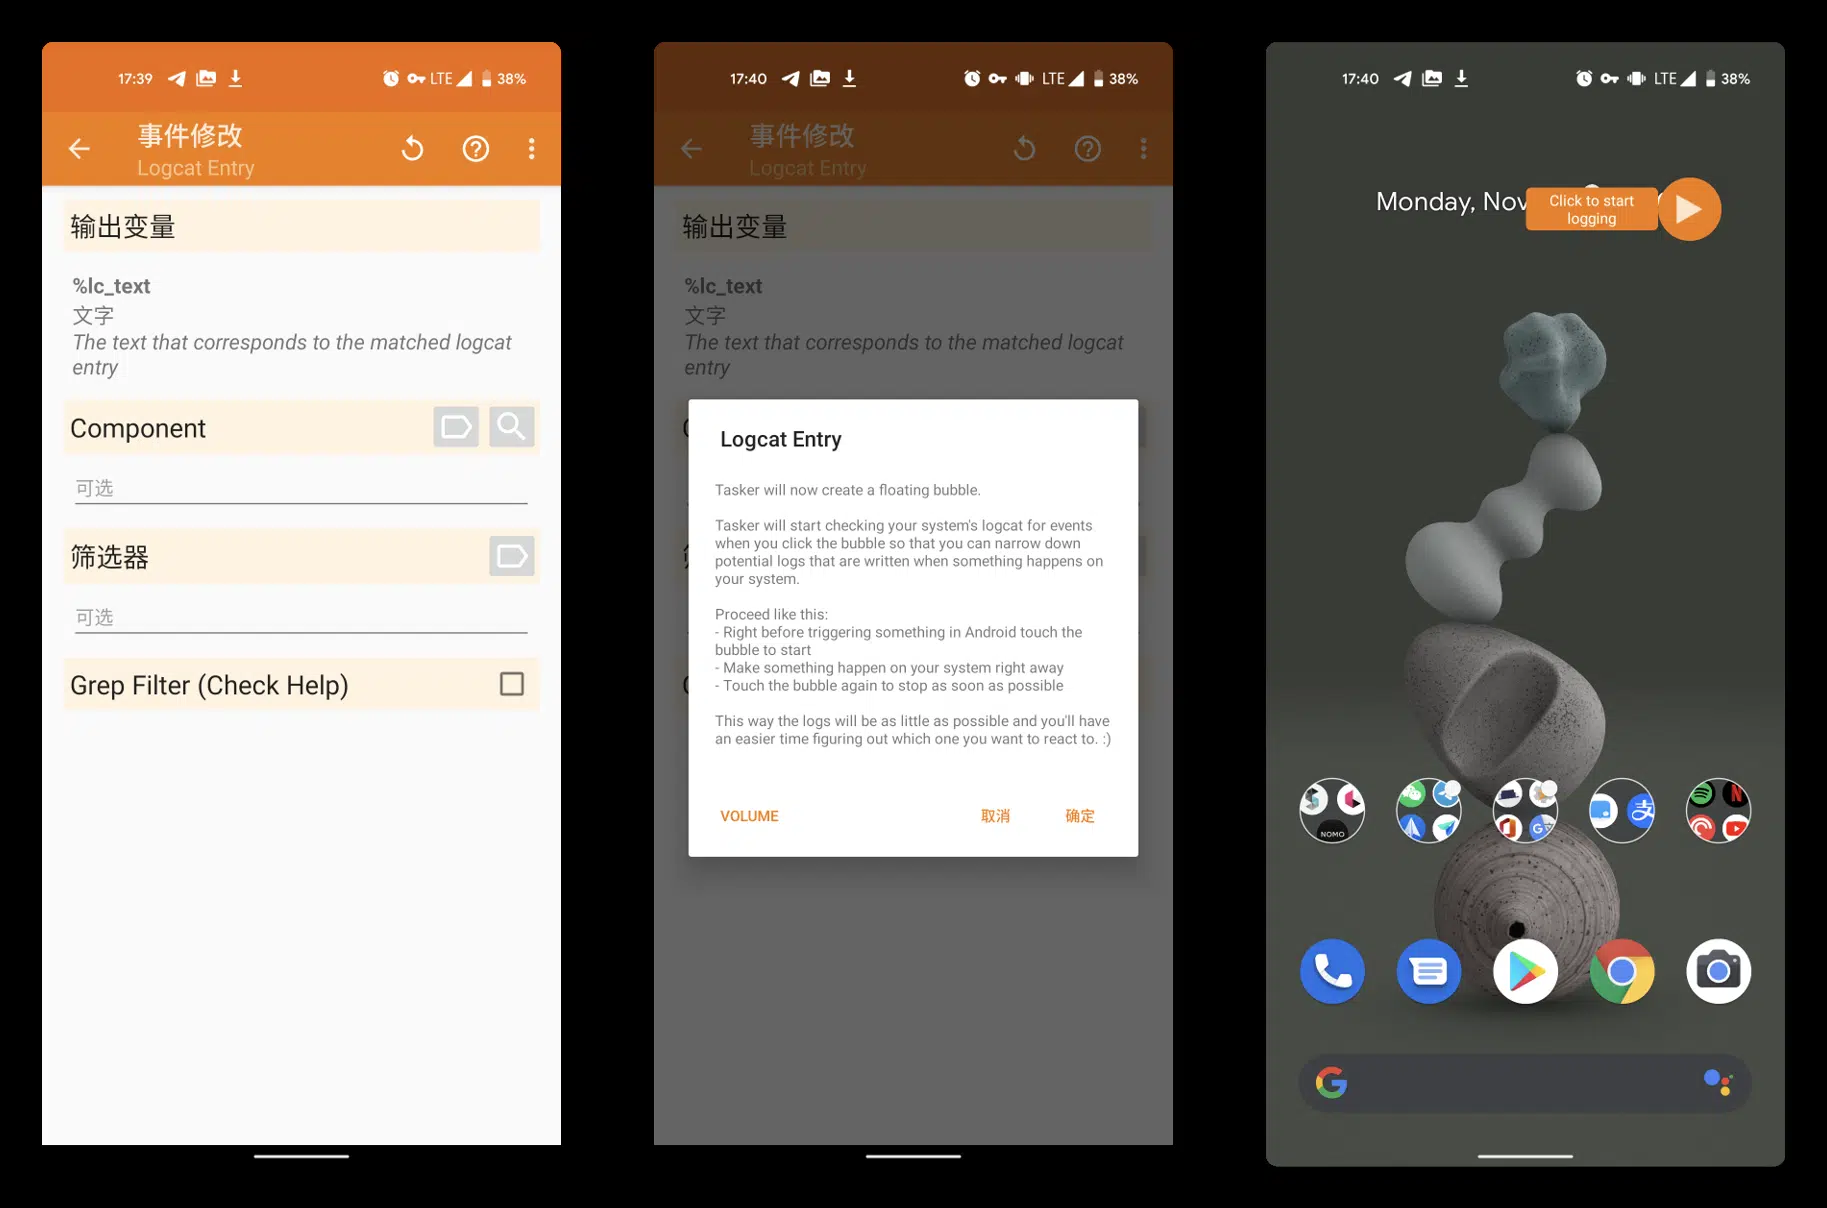 17:39
LTE
38%
事件修改
Logcat Entry
输出变量
%lc_text
文字
The text that corresponds to the matched logcat
entry
Component
可选
筛选器
可选
Grep Filter (Check Help)
17:40
LTE
38%
事件修改
Logcat Entry
输出变量
%lc_text
文字
The text that corresponds to the matched logcat
entry
Logcat Entry
Tasker will now create a floating bubble.
Tasker will start checking your system's logcat for events
when you click the bubble so that you can narrow down
potential logs that are written when something happens on
your system.
Proceed like this:
- Right before triggering something in Android touch the
bubble to start
- Make something happen on your system right away
- Touch the bubble again to stop as soon as possible
This way the logs will be as little as possible and you'll have
an easier time figuring out which one you want to react to. :)
VOLUME
取消
确定
17:40
LTE
38%
Monday, Nov
Click to start
logging
NOMO
支